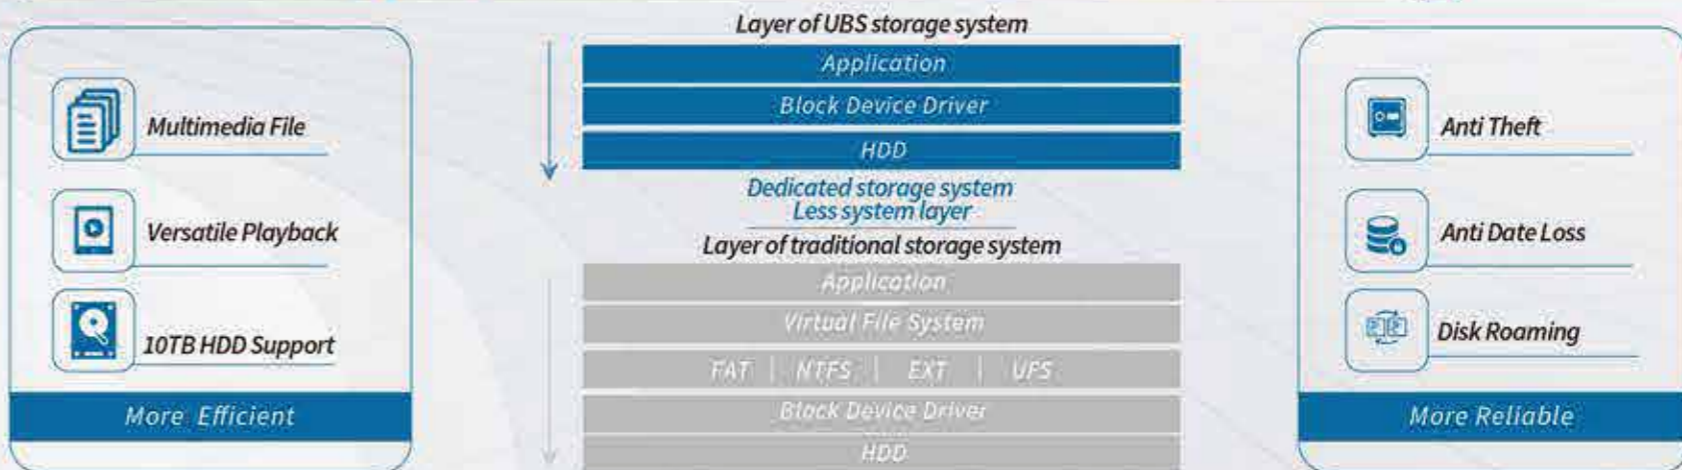 Multimedia File
Versatile Playback
10TB HDD Support
More Efficient
Layer of UBS storage system
Application
Block Device Driver
HDD
Dedicated storage system
Less system layer
Layer of traditional storage system
Application
Virtual File System
FAT | NTFS | EXT | UFS
Block Device Driver
HDD
Anti Theft
Anti Date Loss
Disk Roaming
More Reliable